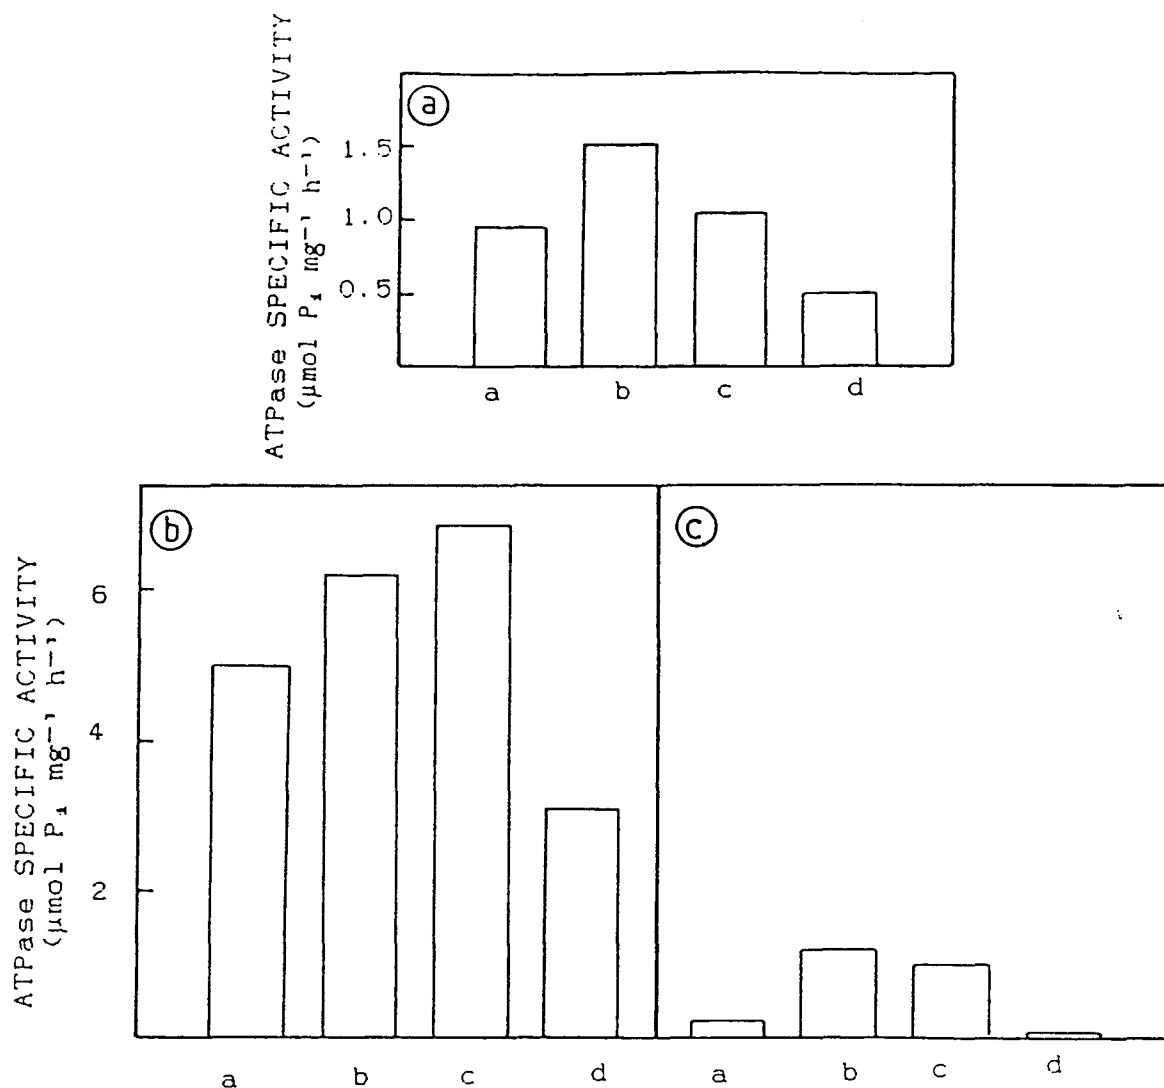 ATPase SPECIFIC ACTIVITY
(µmol Pᵢ mg⁻¹ h⁻¹)
ⓐ
1.5
1.0
0.5
a b c d
ATPase SPECIFIC ACTIVITY
(µmol Pᵢ mg⁻¹ h⁻¹)
ⓑ
6
4
2
a b c d
ⓒ
a b c d